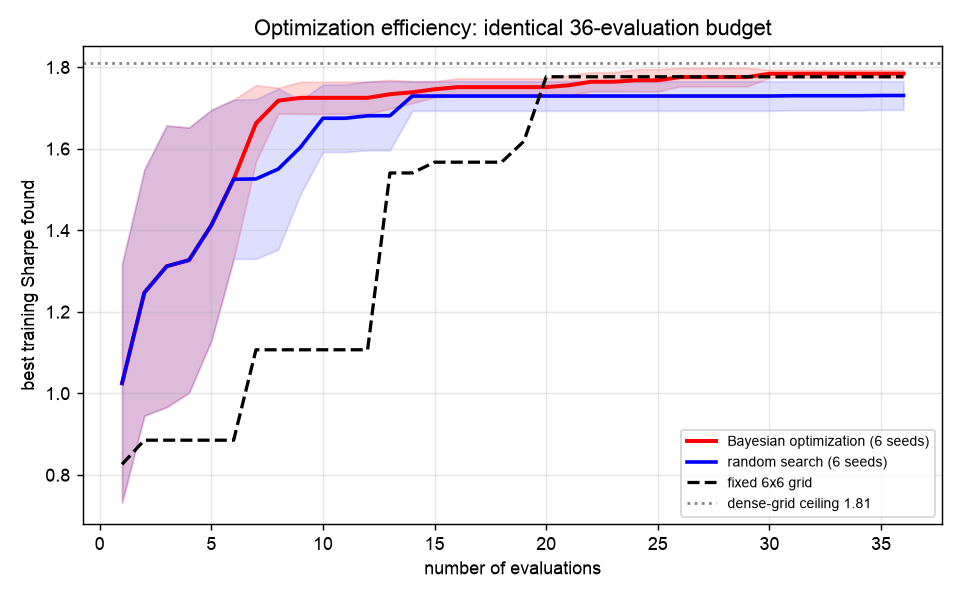 Optimization efficiency: identical 36-evaluation budget
best training Sharpe found
1.8
1.6
1.4
1.2
1.0
0.8
Bayesian optimization (6 seeds)
random search (6 seeds)
fixed 6x6 grid
dense-grid ceiling 1.81
0 5 10 15 20 25 30 35
number of evaluations